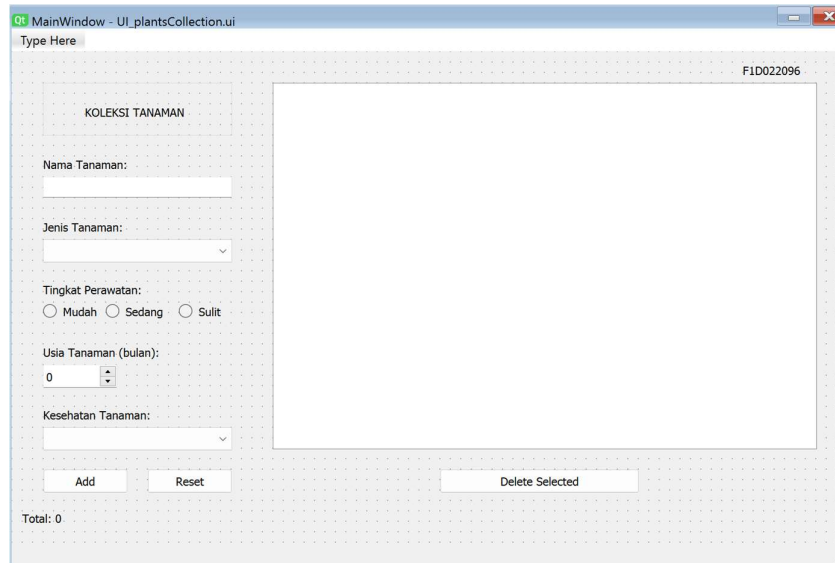 Qt MainWindow - UI_plantsCollection.ui
Type Here
F1D022096
KOLEKSI TANAMAN
Nama Tanaman:
Jenis Tanaman:
Tingkat Perawatan:
Mudah Sedang Sulit
Usia Tanaman (bulan):
0
Kesehatan Tanaman:
Add Reset Delete Selected
Total: 0